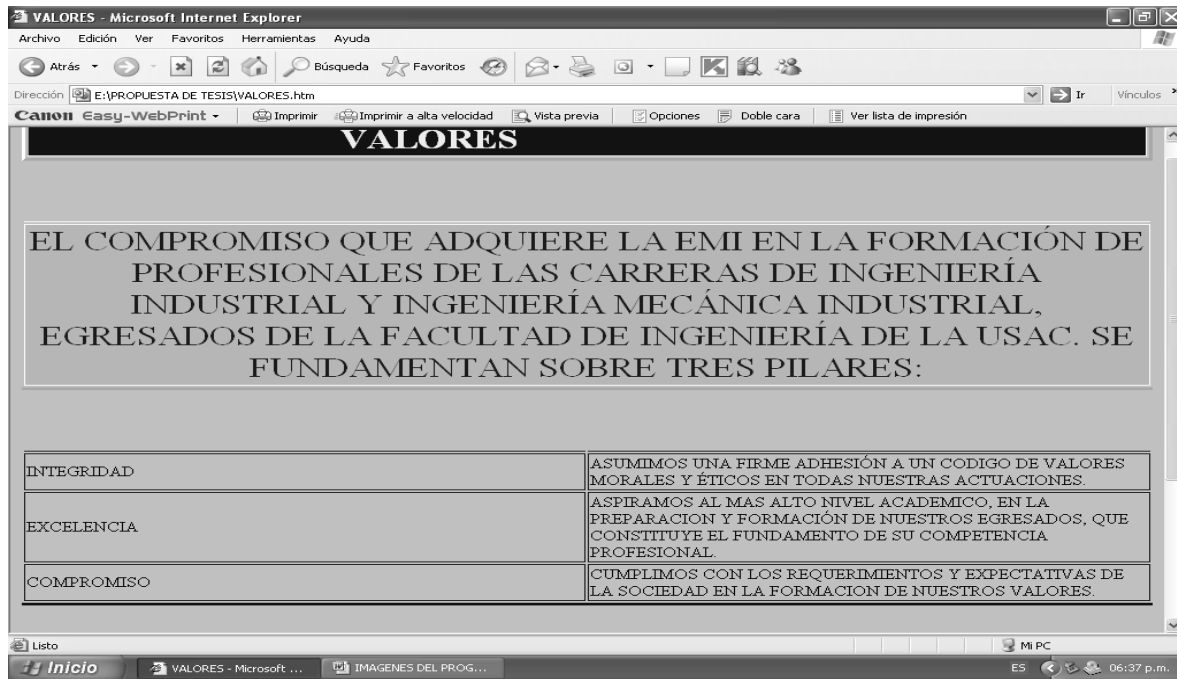 VALORES - Microsoft Internet Explorer
Archivo Edición Ver Favoritos Herramientas Ayuda
Atrás Búsqueda Favoritos
Dirección E:\PROPUESTA DE TESIS\VALORES.htm Ir Vínculos
Canon Easy-WebPrint Imprimir Imprimir a alta velocidad Vista previa Opciones Doble cara Ver lista de impresión
VALORES
EL COMPROMISO QUE ADQUIERE LA EMI EN LA FORMACIÓN DE
PROFESIONALES DE LAS CARRERAS DE INGENIERÍA
INDUSTRIAL Y INGENIERÍA MECÁNICA INDUSTRIAL,
EGRESADOS DE LA FACULTAD DE INGENIERÍA DE LA USAC. SE
FUNDAMENTAN SOBRE TRES PILARES:
INTEGRIDAD
ASUMIMOS UNA FIRME ADHESIÓN A UN CODIGO DE VALORES
MORALES Y ÉTICOS EN TODAS NUESTRAS ACTUACIONES.
EXCELENCIA
ASPIRAMOS AL MAS ALTO NIVEL ACADEMICO, EN LA
PREPARACION Y FORMACIÓN DE NUESTROS EGRESADOS, QUE
CONSTITUYE EL FUNDAMENTO DE SU COMPETENCIA
PROFESIONAL.
COMPROMISO
CUMPLIMOS CON LOS REQUERIMIENTOS Y EXPECTATIVAS DE
LA SOCIEDAD EN LA FORMACION DE NUESTROS VALORES.
Listo Mi PC
Inicio VALORES - Microsoft ... IMAGENES DEL PROG... ES 06:37 p.m.